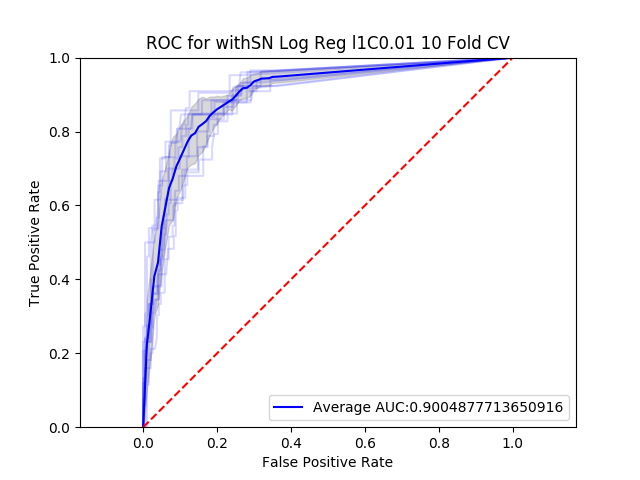 ROC for withSN Log Reg l1C0.01 10 Fold CV
1.0
0.8
0.6
0.4
0.2
0.0
True Positive Rate
Average AUC:0.9004877713650916
0.0 0.2 0.4 0.6 0.8 1.0
False Positive Rate